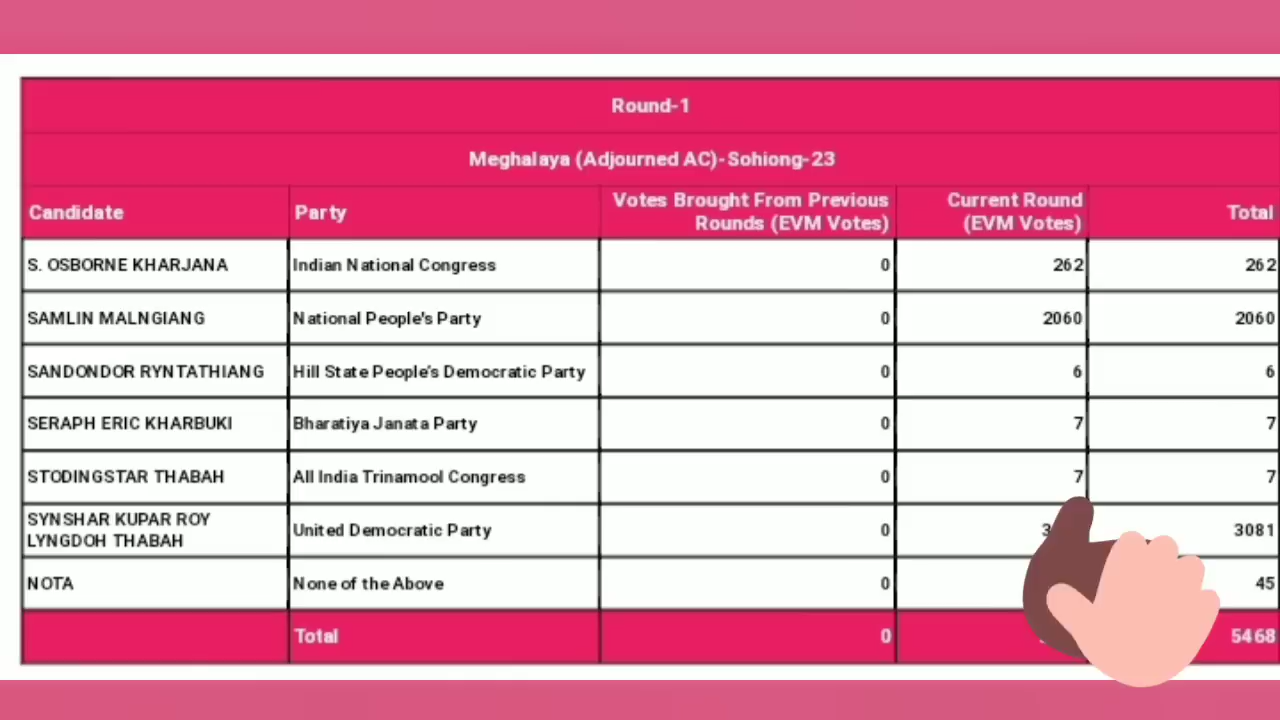 Round-1
Meghalaya (Adjourned AC)-Sohiong-23
Candidate Party Votes Brought From Previous Rounds (EVM Votes) Current Round (EVM Votes) Total
S. OSBORNE KHARJANA Indian National Congress 0 262 262
SAMLIN MALNGIANG National People's Party 0 2060 2060
SANDONDOR RYNTATHIANG Hill State People's Democratic Party 0 6 6
SERAPH ERIC KHARBUKI Bharatiya Janata Party 0 7 7
STODINGSTAR THABAH All India Trinamool Congress 0 7 7
SYNSHAR KUPAR ROY LYNGDOH THABAH United Democratic Party 0 3081
NOTA None of the Above 0 45
Total 0 5468